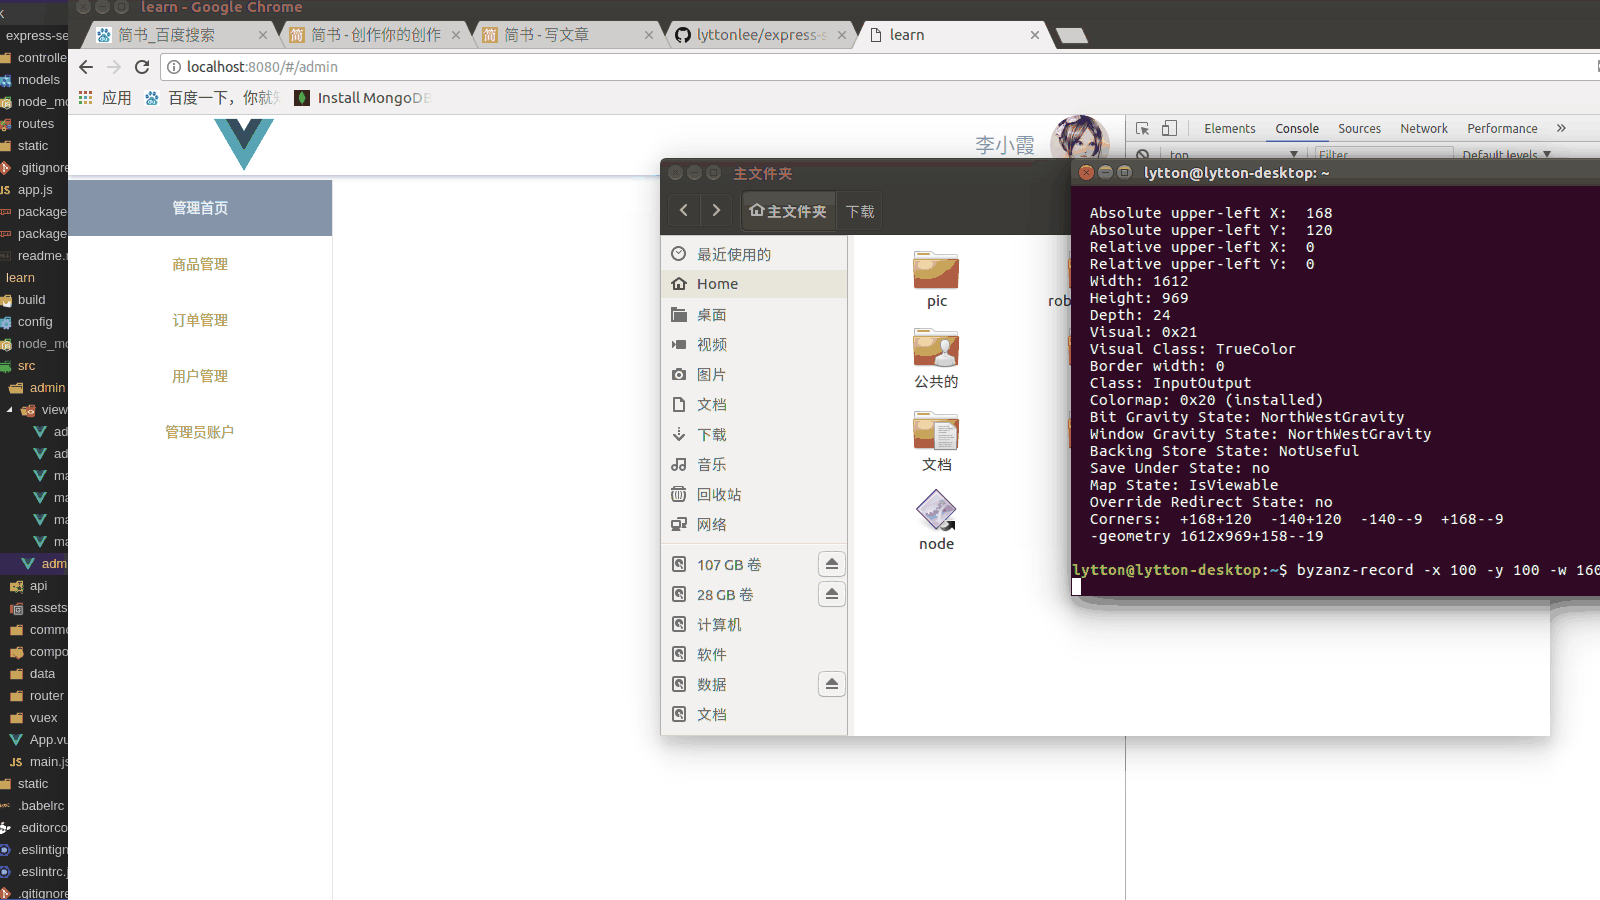 learn - Google Chrome
简书_百度搜索
简书 - 创作你的创作
简书 - 写文章
lyttonlee/express-s
learn
localhost:8080/#/admin
应用
百度一下，你就知
Install MongoDB
express-se
controlle
models
node_mo
routes
static
.gitignore
app.js
package
package
readme.m
learn
build
config
node_mo
src
admin
view
ad
ad
ma
ma
ma
ma
adm
api
assets
commo
compo
data
router
vuex
App.vu
main.js
static
.babelrc
.editorco
.eslintign
.eslintrc.j
.gitignore
李小霞
管理首页
商品管理
订单管理
用户管理
管理员账户
Elements
Console
Sources
Network
Performance
top
Filter
Default levels
主文件夹
主文件夹
下载
最近使用的
Home
桌面
视频
图片
文档
下载
音乐
回收站
网络
107 GB 卷
28 GB 卷
计算机
软件
数据
文档
pic
rob
公共的
文档
node
lytton@lytton-desktop: ~
Absolute upper-left X:  168
Absolute upper-left Y:  120
Relative upper-left X:  0
Relative upper-left Y:  0
Width: 1612
Height: 969
Depth: 24
Visual: 0x21
Visual Class: TrueColor
Border width: 0
Class: InputOutput
Colormap: 0x20 (installed)
Bit Gravity State: NorthWestGravity
Window Gravity State: NorthWestGravity
Backing Store State: NotUseful
Save Under State: no
Map State: IsViewable
Override Redirect State: no
Corners:  +168+120  -140+120  -140--9  +168--9
-geometry 1612x969+158--19
lytton@lytton-desktop:~$ byzanz-record -x 100 -y 100 -w 160